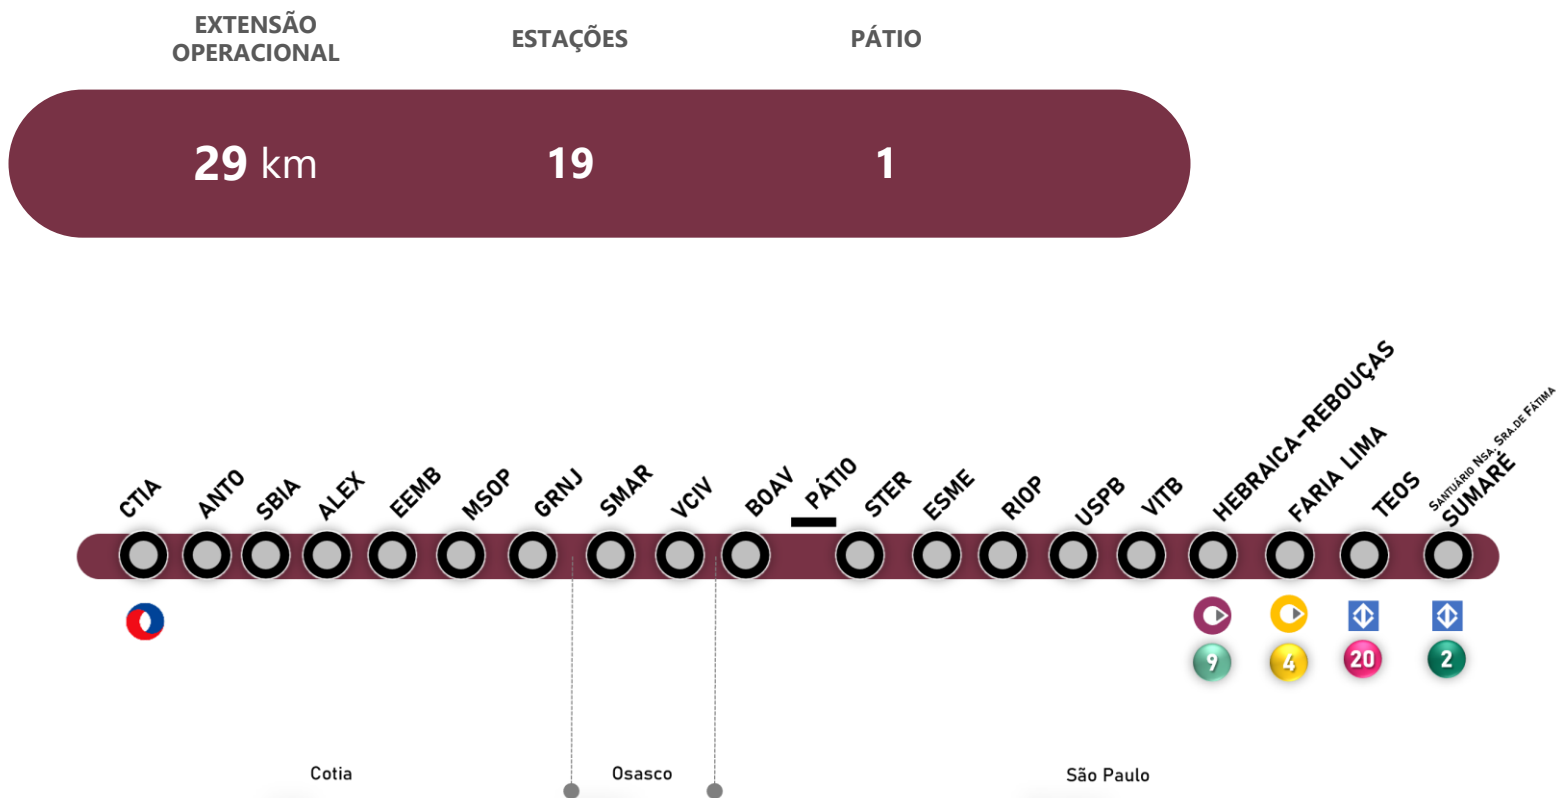 EXTENSÃO
OPERACIONAL
ESTAÇÕES
PÁTIO
29 km
19
1
CTIA
ANTO
SBIA
ALEX
EEMB
MSOP
GRNJ
SMAR
VCIV
BOAV
PÁTIO
STER
ESME
RIOP
USPB
VITB
HEBRAICA-REBOUÇAS
FARIA LIMA
TEOS
SANTUÁRIO NSA. SRA.DE FÁTIMA
SUMARÉ
9
4
20
2
Cotia
Osasco
São Paulo